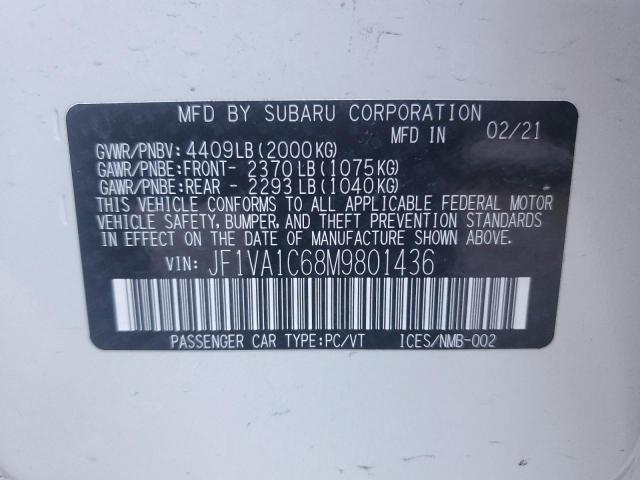 MFD BY SUBARU CORPORATION
MFD IN 02/21
GVWR/PNBV: 4409LB (2000KG)
GAWR/PNBE:FRONT- 2370LB (1075KG)
GAWR/PNBE:REAR - 2293LB (1040KG)
THIS VEHICLE CONFORMS TO ALL APPLICABLE FEDERAL MOTOR
VEHICLE SAFETY, BUMPER, AND THEFT PREVENTION STANDARDS
IN EFFECT ON THE DATE OF MANUFACTURE SHOWN ABOVE.
VIN: JF1VA1C68M9801436
PASSENGER CAR TYPE:PC/VT ICES/NMB-002